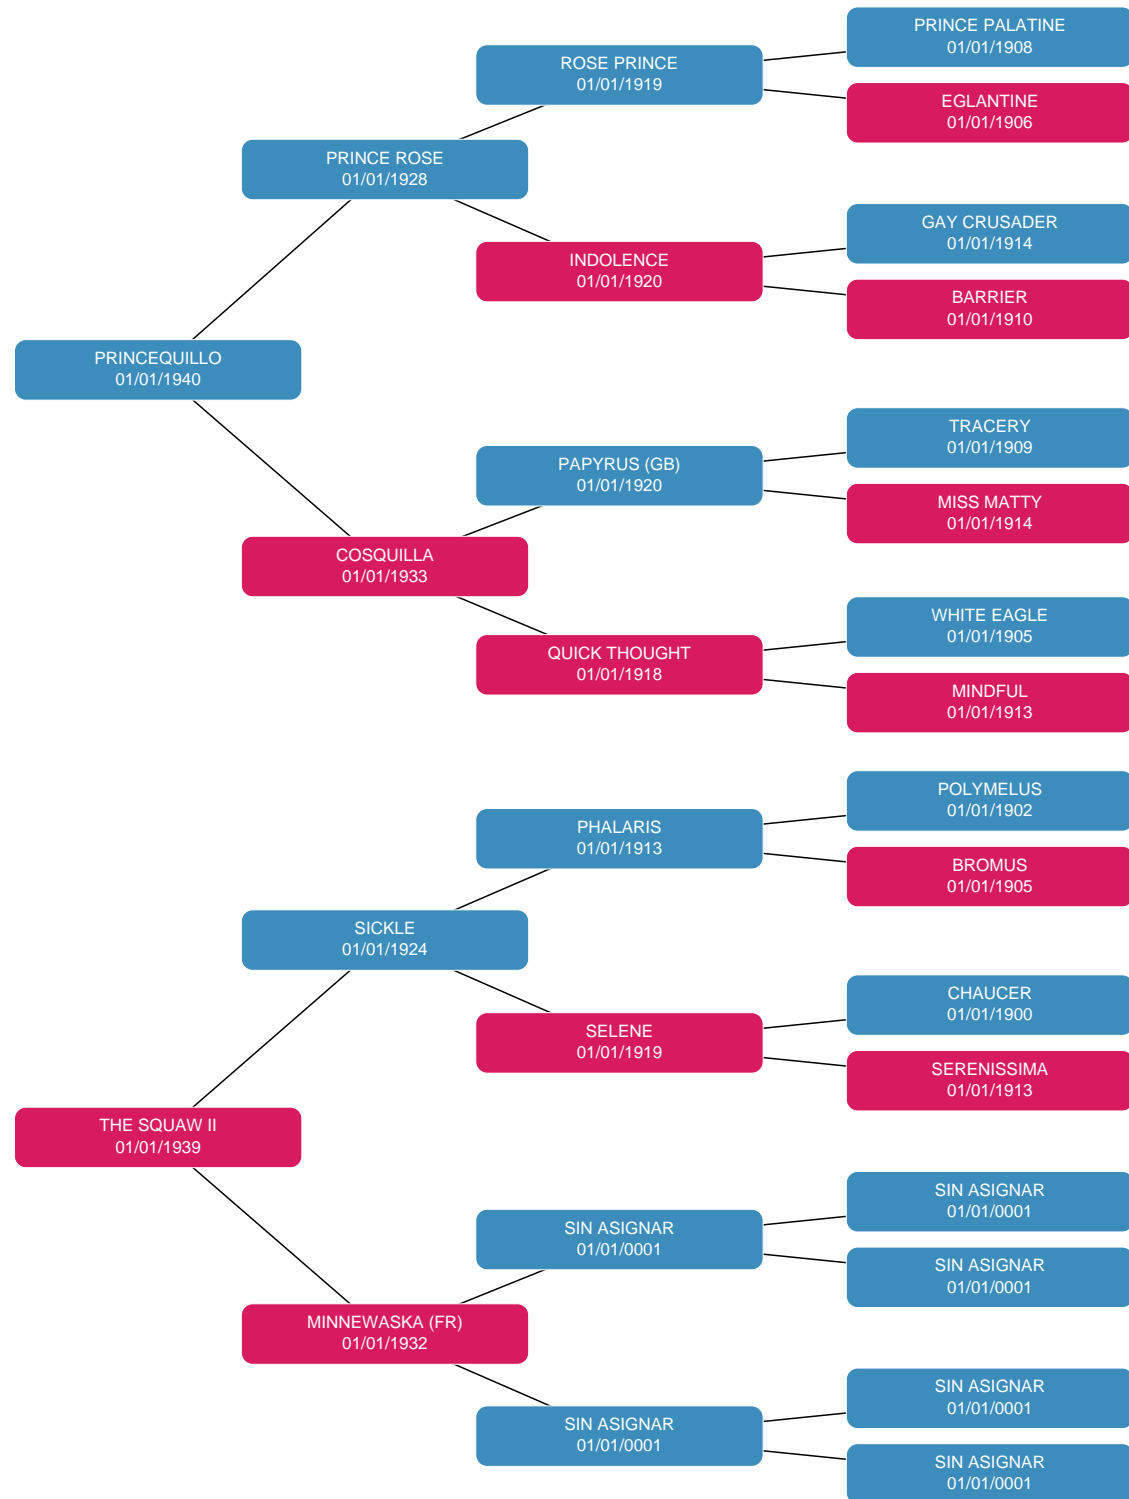 PRINCE PALATINE
01/01/1908
ROSE PRINCE
01/01/1919
EGLANTINE
01/01/1906
PRINCE ROSE
01/01/1928
GAY CRUSADER
01/01/1914
INDOLENCE
01/01/1920
BARRIER
01/01/1910
PRINCEQUILLO
01/01/1940
TRACERY
01/01/1909
PAPYRUS (GB)
01/01/1920
MISS MATTY
01/01/1914
COSQUILLA
01/01/1933
WHITE EAGLE
01/01/1905
QUICK THOUGHT
01/01/1918
MINDFUL
01/01/1913
POLYMELUS
01/01/1902
PHALARIS
01/01/1913
BROMUS
01/01/1905
SICKLE
01/01/1924
CHAUCER
01/01/1900
SELENE
01/01/1919
SERENISSIMA
01/01/1913
THE SQUAW II
01/01/1939
SIN ASIGNAR
01/01/0001
SIN ASIGNAR
01/01/0001
SIN ASIGNAR
01/01/0001
MINNEWASKA (FR)
01/01/1932
SIN ASIGNAR
01/01/0001
SIN ASIGNAR
01/01/0001
SIN ASIGNAR
01/01/0001